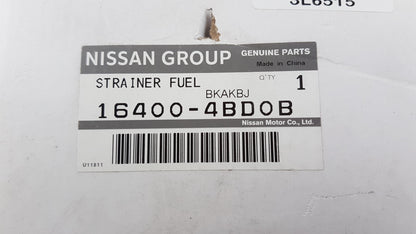 3L6515
NISSAN GROUP GENUINE PARTS
Made in China
STRAINER FUEL Q'TY 1
BKAKBJ
16400-4BD0B
Nissan Motor Co., Ltd.
U11811